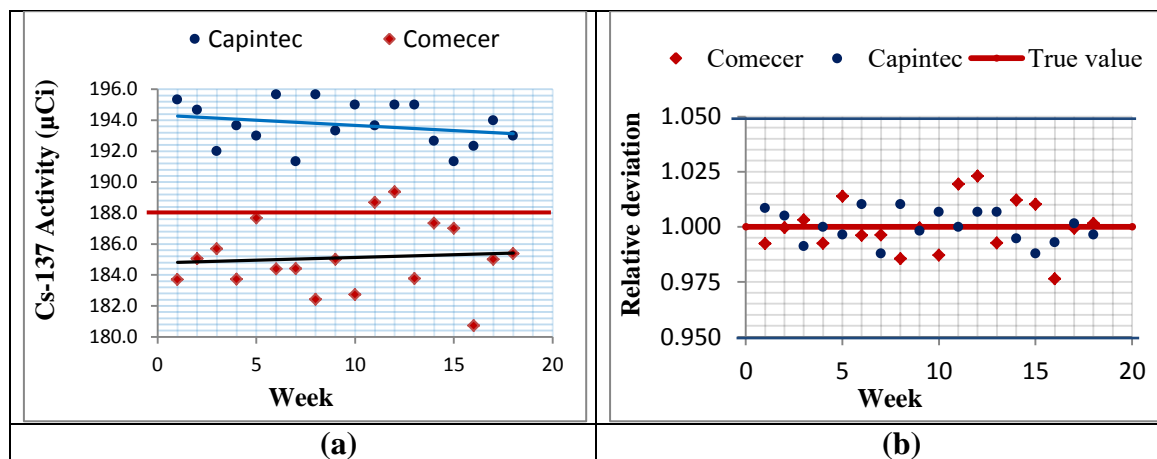 Capintec Comecer
Cs-137 Activity (µCi)
196.0
194.0
192.0
190.0
188.0
186.0
184.0
182.0
180.0
0 5 10 15 20
Week
(a)
Comecer Capintec True value
Relative deviation
1.050
1.025
1.000
0.975
0.950
0 5 10 15 20
Week
(b)